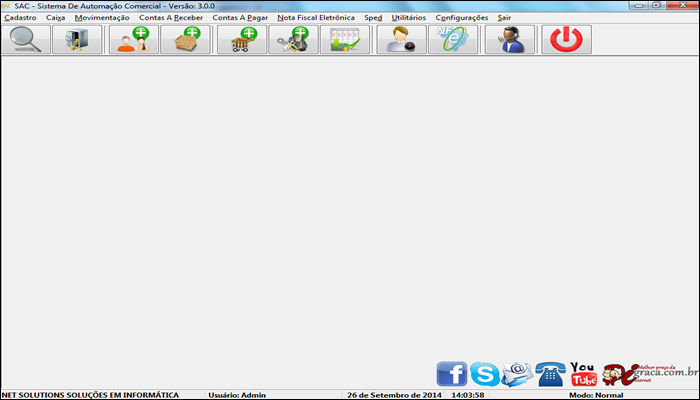 SAC - Sistema De Automação Comercial - Versão: 3.0.0
Cadastro Caixa Movimentação Contas A Receber Contas A Pagar Nota Fiscal Eletrônica Sped Utilitários Configurações Sair
NF
e
f S @ You Tube
Melhor preço da
graca.com.br
internet
NET SOLUTIONS SOLUÇÕES EM INFORMÁTICA Usuário: Admin 26 de Setembro de 2014 14:03:58 Modo: Normal